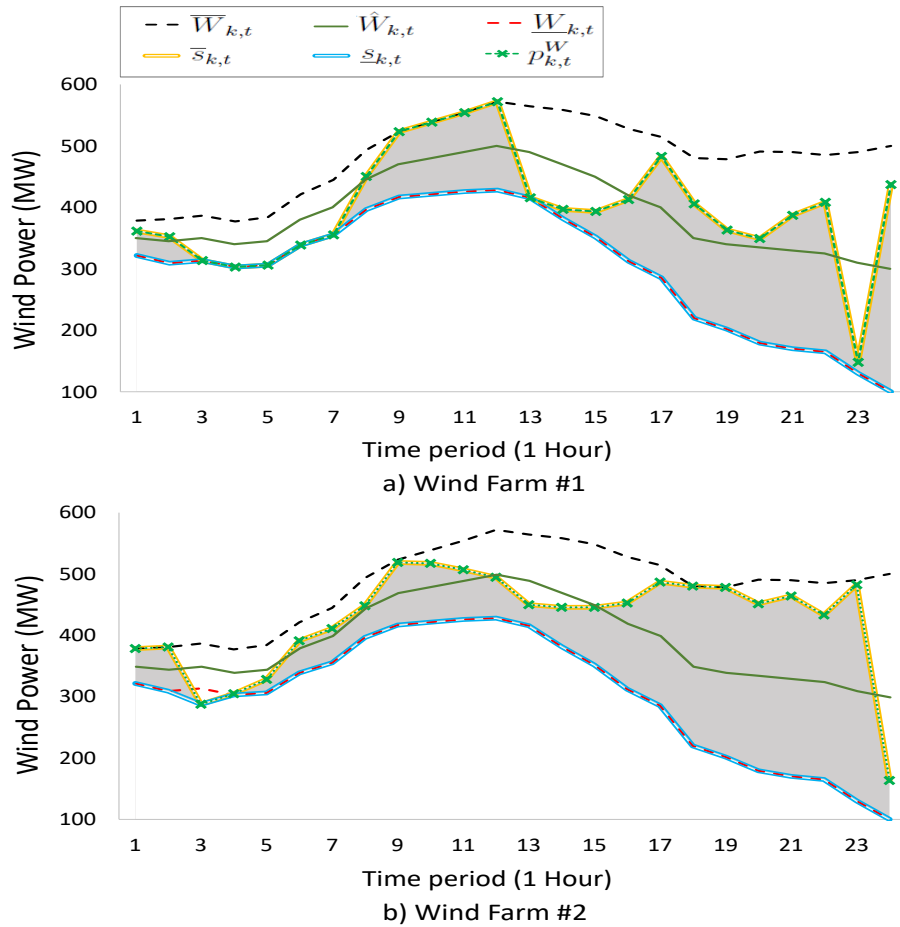 W̅k,t Ŵk,t W̲k,t
s̅k,t s̲k,t pᵂk,t
600
500
400
300
200
100
Wind Power (MW)
1 3 5 7 9 11 13 15 17 19 21 23
Time period (1 Hour)
a) Wind Farm #1
600
500
400
300
200
100
Wind Power (MW)
1 3 5 7 9 11 13 15 17 19 21 23
Time period (1 Hour)
b) Wind Farm #2